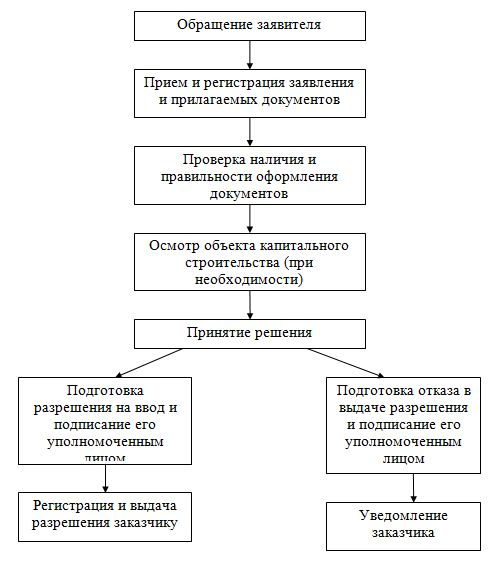 Обращение заявителя
Прием и регистрация заявления
и прилагаемых документов
Проверка наличия и
правильности оформления
документов
Осмотр объекта капитального
строительства (при
необходимости)
Принятие решения
Подготовка
разрешения на ввод и
подписание его
уполномоченным
лицом
Подготовка отказа в
выдаче разрешения
и подписание его
уполномоченным
лицом
Регистрация и выдача
разрешения заказчику
Уведомление
заказчика